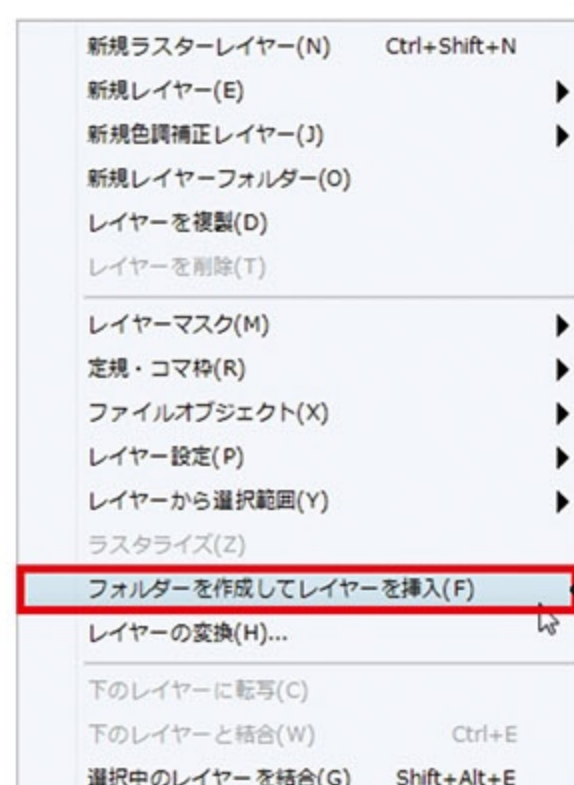 新規ラスターレイヤー(N) Ctrl+Shift+N
新規レイヤー(E)
新規色調補正レイヤー(J)
新規レイヤーフォルダー(O)
レイヤーを複製(D)
レイヤーを削除(T)
レイヤーマスク(M)
定規・コマ枠(R)
ファイルオブジェクト(X)
レイヤー設定(P)
レイヤーから選択範囲(Y)
ラスタライズ(Z)
フォルダーを作成してレイヤーを挿入(F)
レイヤーの変換(H)...
下のレイヤーに転写(C)
下のレイヤーと結合(W) Ctrl+E
選択中のレイヤーを結合(G) Shift+Alt+E